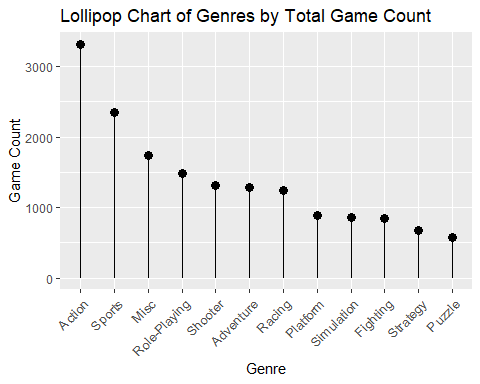 Lollipop Chart of Genres by Total Game Count
3000
2000
1000
0
Game Count
Action
Sports
Misc
Role-Playing
Shooter
Adventure
Racing
Platform
Simulation
Fighting
Strategy
Puzzle
Genre